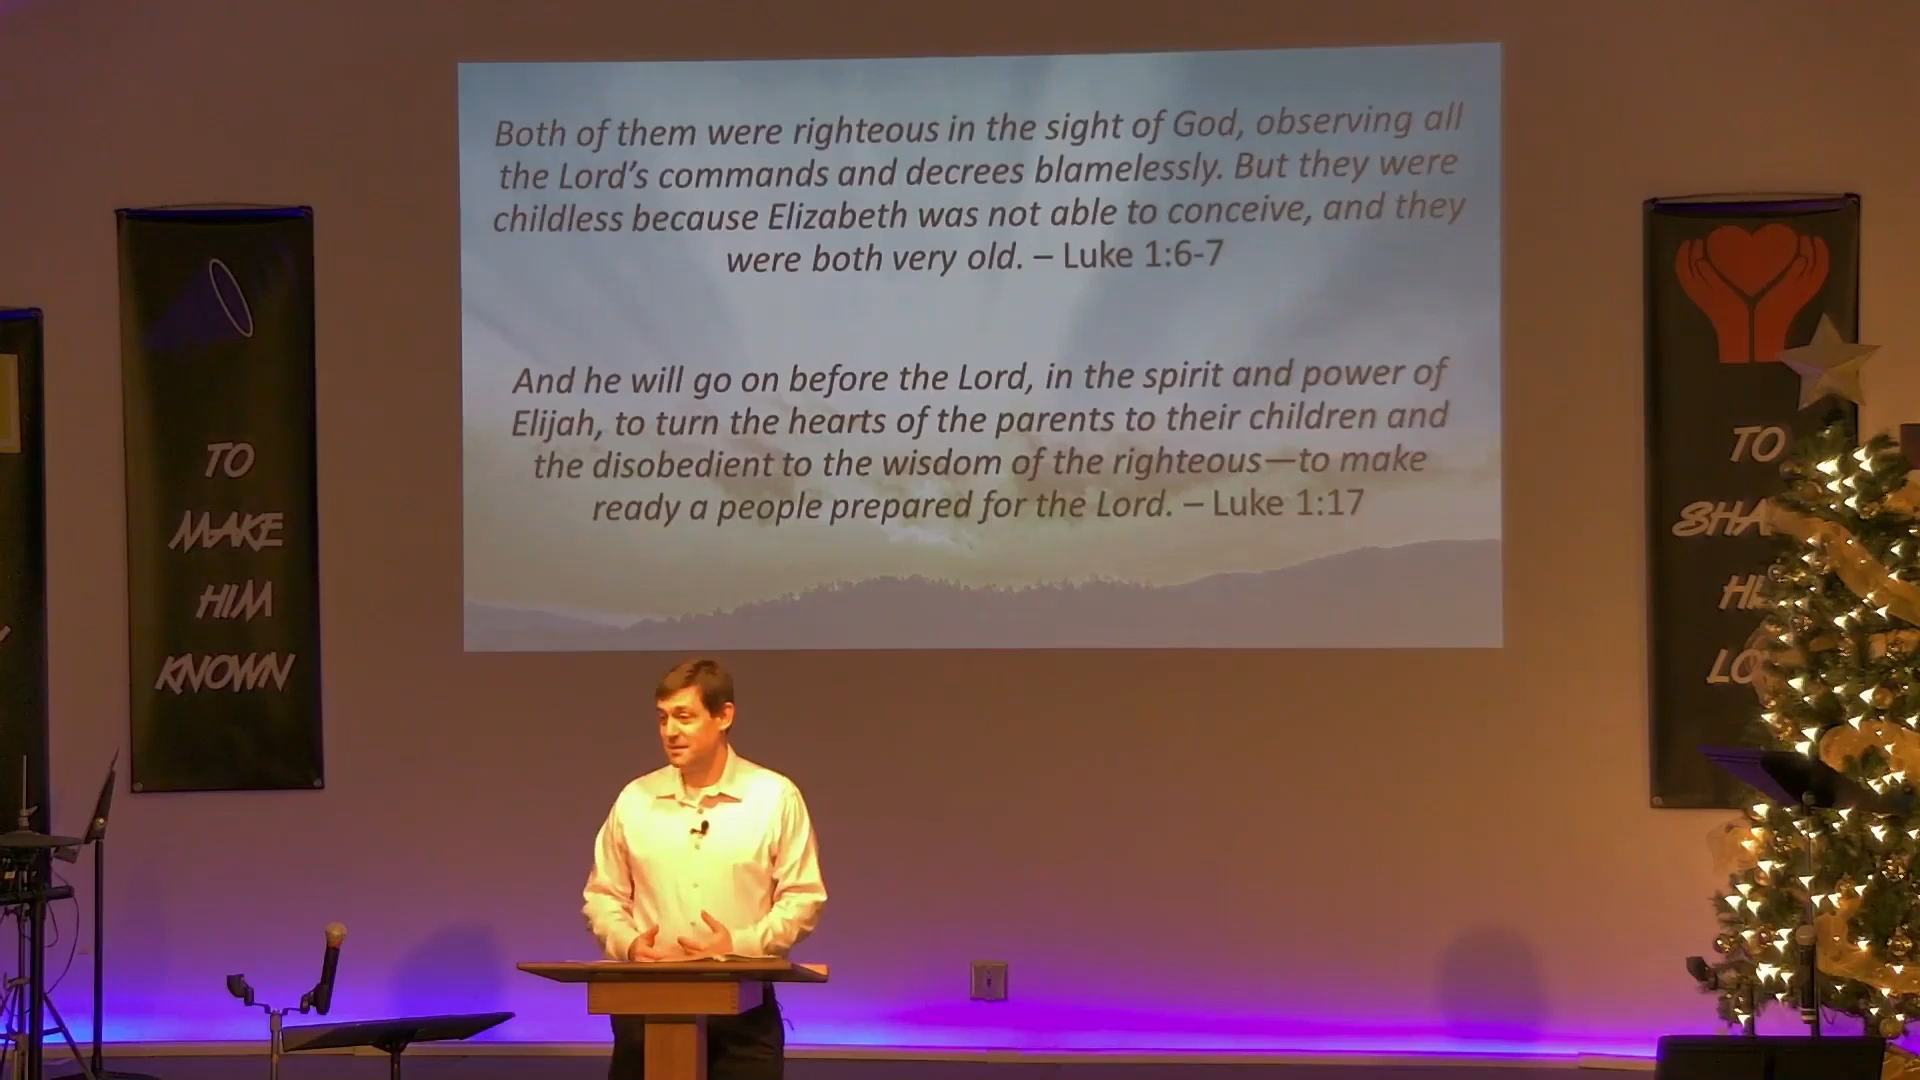 Both of them were righteous in the sight of God, observing all
the Lord's commands and decrees blamelessly. But they were
childless because Elizabeth was not able to conceive, and they
were both very old. – Luke 1:6-7
And he will go on before the Lord, in the spirit and power of
Elijah, to turn the hearts of the parents to their children and
the disobedient to the wisdom of the righteous—to make
ready a people prepared for the Lord. – Luke 1:17
TO
MAKE
HIM
KNOWN
TO